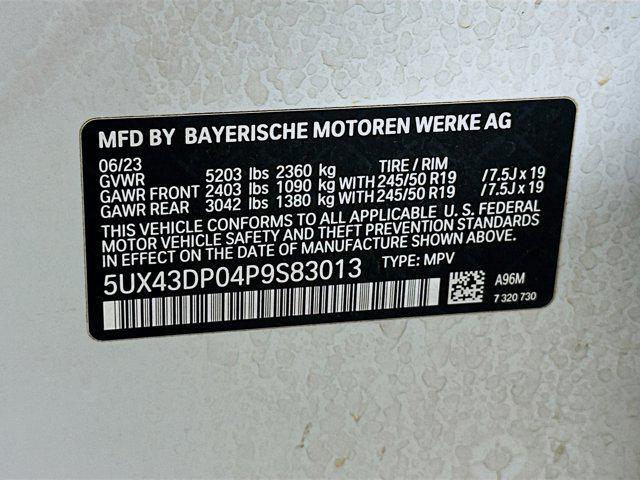 MFD BY BAYERISCHE MOTOREN WERKE AG
06/23 TIRE / RIM
GVWR 5203 lbs 2360 kg
GAWR FRONT 2403 lbs 1090 kg WITH 245/50 R19 /7.5J x 19
GAWR REAR 3042 lbs 1380 kg WITH 245/50 R19 /7.5J x 19
THIS VEHICLE CONFORMS TO ALL APPLICABLE U.S. FEDERAL
MOTOR VEHICLE SAFETY AND THEFT PREVENTION STANDARDS
IN EFFECT ON THE DATE OF MANUFACTURE SHOWN ABOVE.
5UX43DP04P9S83013 TYPE: MPV
A96M
7 320 730